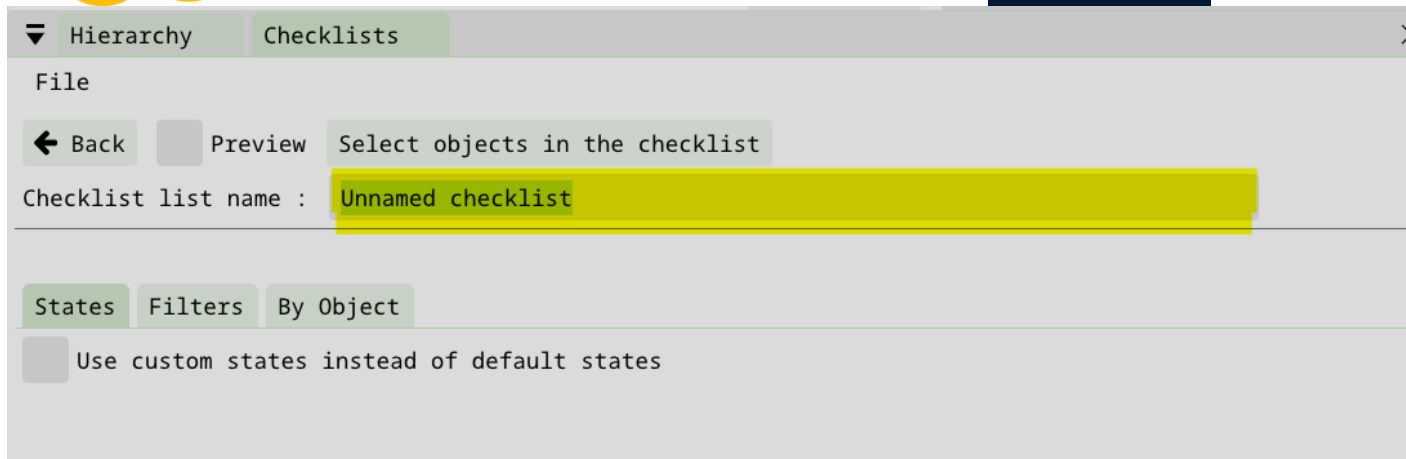 Hierarchy Checklists
File
Back Preview Select objects in the checklist
Checklist list name : Unnamed checklist
States Filters By Object
Use custom states instead of default states